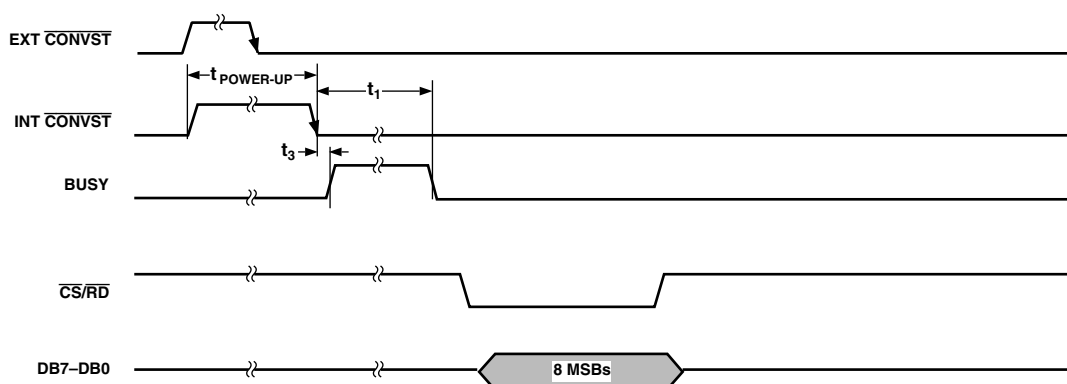 EXT CONVST
t POWER-UP
t1
INT CONVST
t3
BUSY
CS/RD
DB7–DB0
8 MSBs